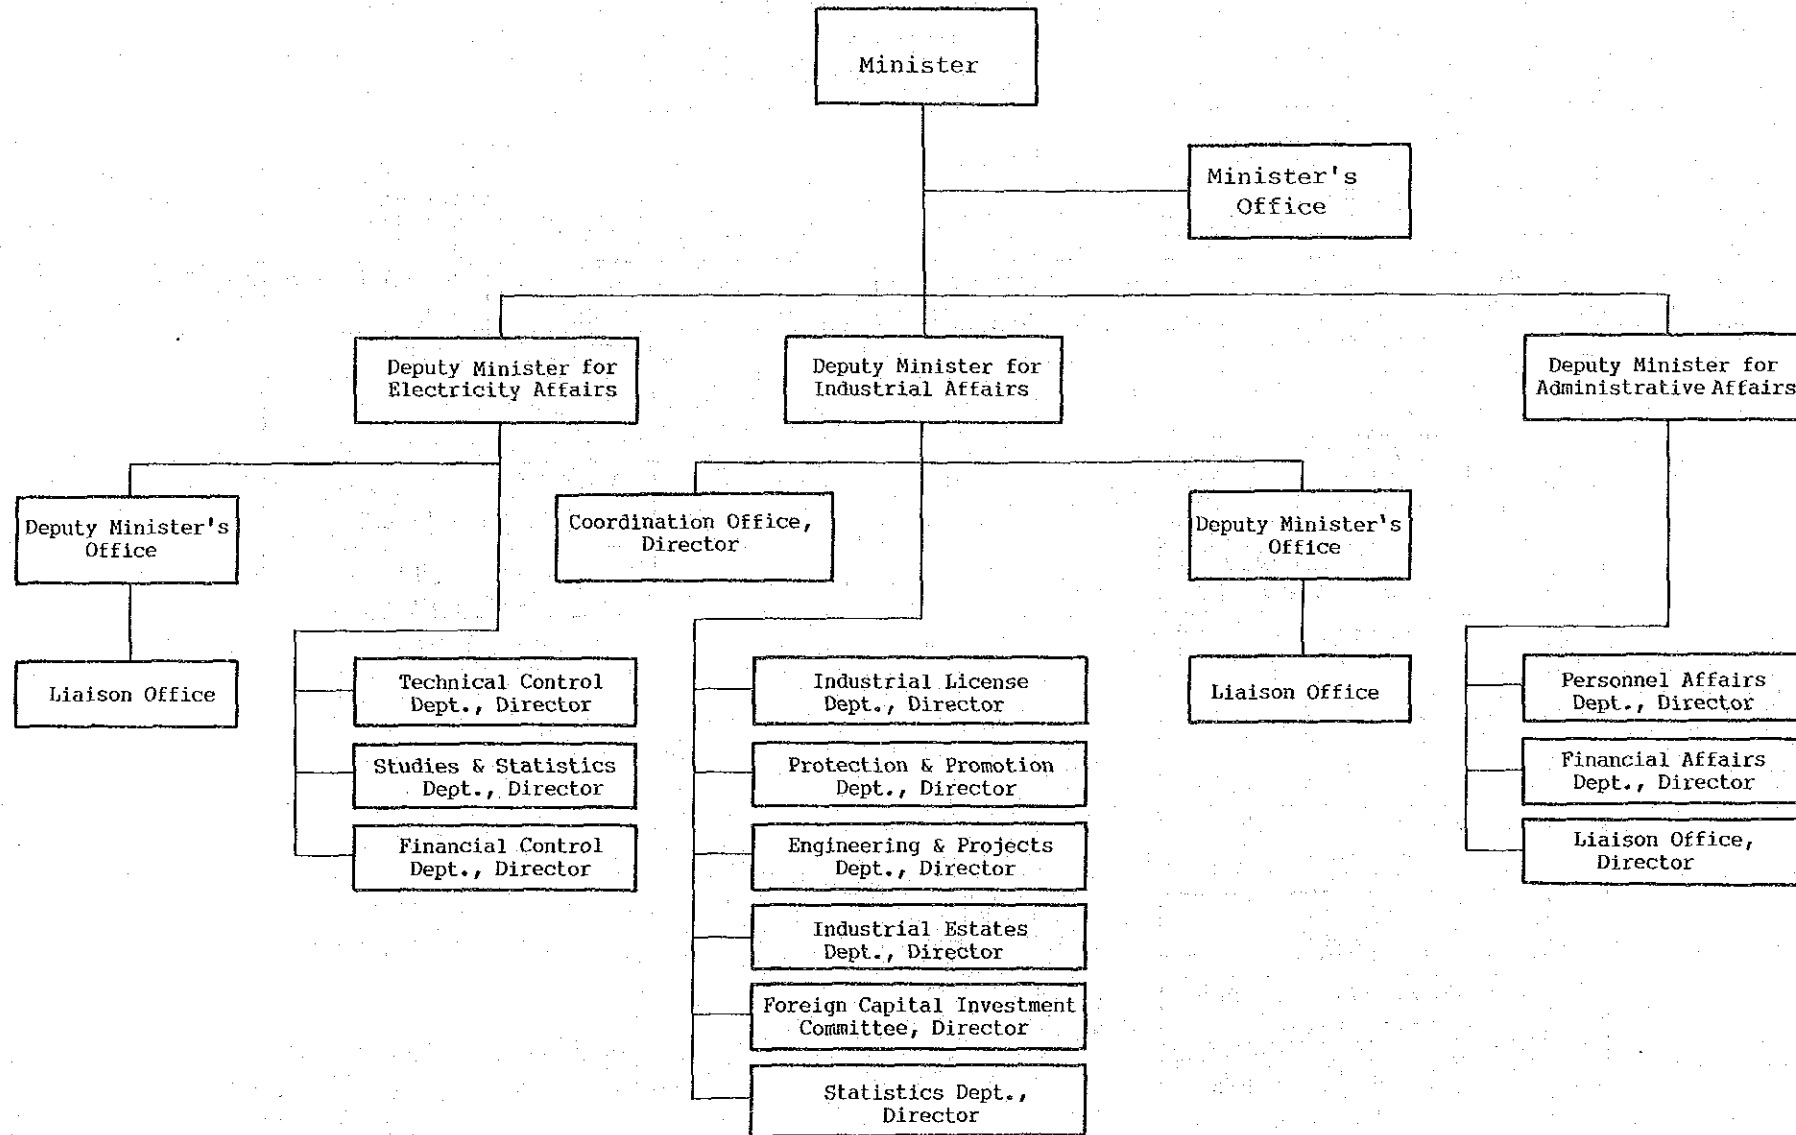 Minister
Minister's
Office
Deputy Minister for
Electricity Affairs
Deputy Minister for
Industrial Affairs
Deputy Minister for
Administrative Affairs
Deputy Minister's
Office
Coordination Office,
Director
Deputy Minister's
Office
Liaison Office
Technical Control
Dept., Director
Studies & Statistics
Dept., Director
Financial Control
Dept., Director
Industrial License
Dept., Director
Protection & Promotion
Dept., Director
Engineering & Projects
Dept., Director
Industrial Estates
Dept., Director
Foreign Capital Investment
Committee, Director
Statistics Dept.,
Director
Liaison Office
Personnel Affairs
Dept., Director
Financial Affairs
Dept., Director
Liaison Office,
Director